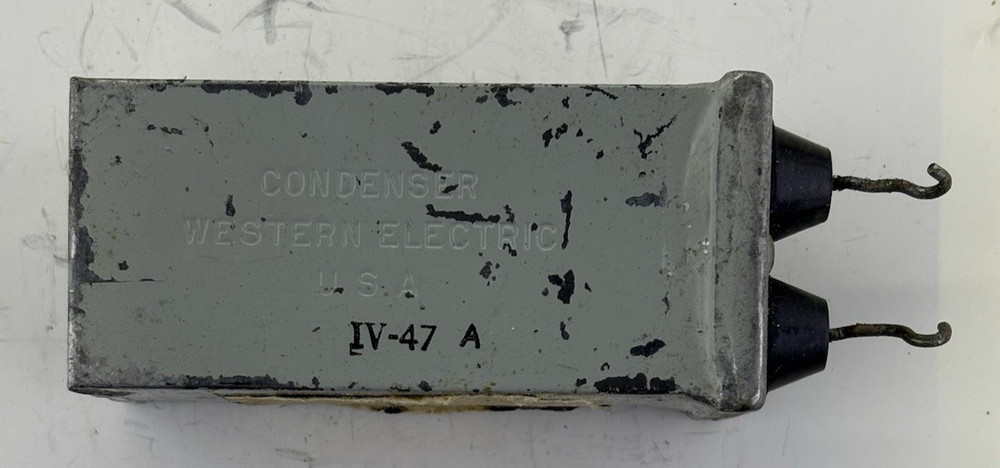 CONDENSER
WESTERN ELECTRIC
U.S.A
IV-47 A